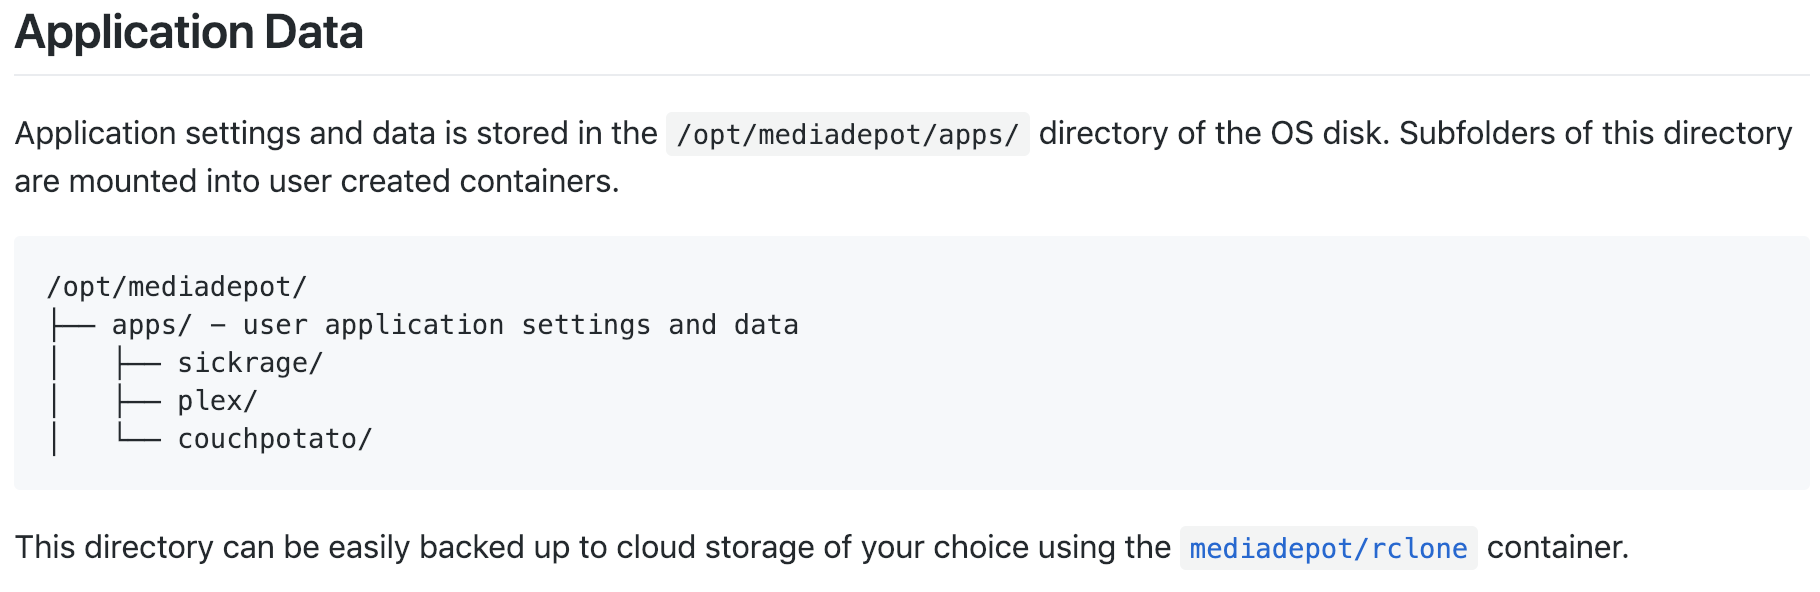 Application Data
Application settings and data is stored in the /opt/mediadepot/apps/ directory of the OS disk. Subfolders of this directory
are mounted into user created containers.
/opt/mediadepot/
├── apps/ – user application settings and data
│   ├── sickrage/
│   ├── plex/
│   └── couchpotato/
This directory can be easily backed up to cloud storage of your choice using the mediadepot/rclone container.